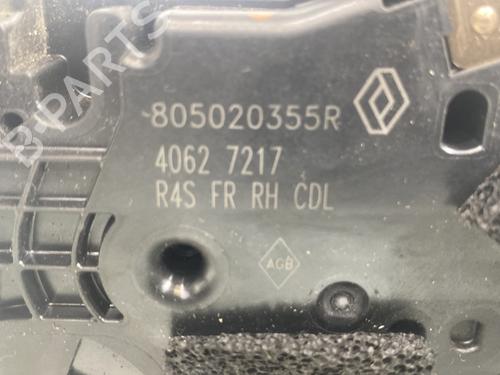 B-PARTS
805020355R
4062 7217
R4S FR RH CDL
AGB